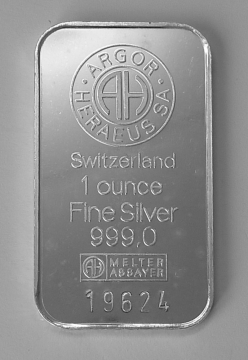 · ARGOR ·
HERAEUS SA
AH
Switzerland
1 ounce
Fine Silver
999,0
AH MELTER
ASSAYER
19624